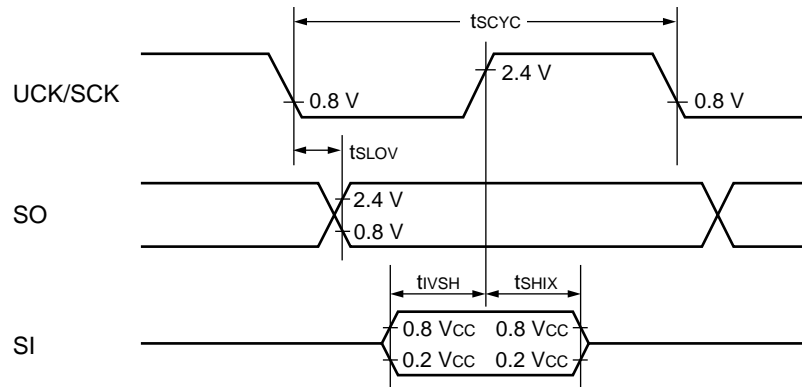 tSCYC
UCK/SCK
2.4 V
0.8 V
0.8 V
tSLOV
SO
2.4 V
0.8 V
tIVSH
tSHIX
SI
0.8 VCC 0.8 VCC
0.2 VCC 0.2 VCC